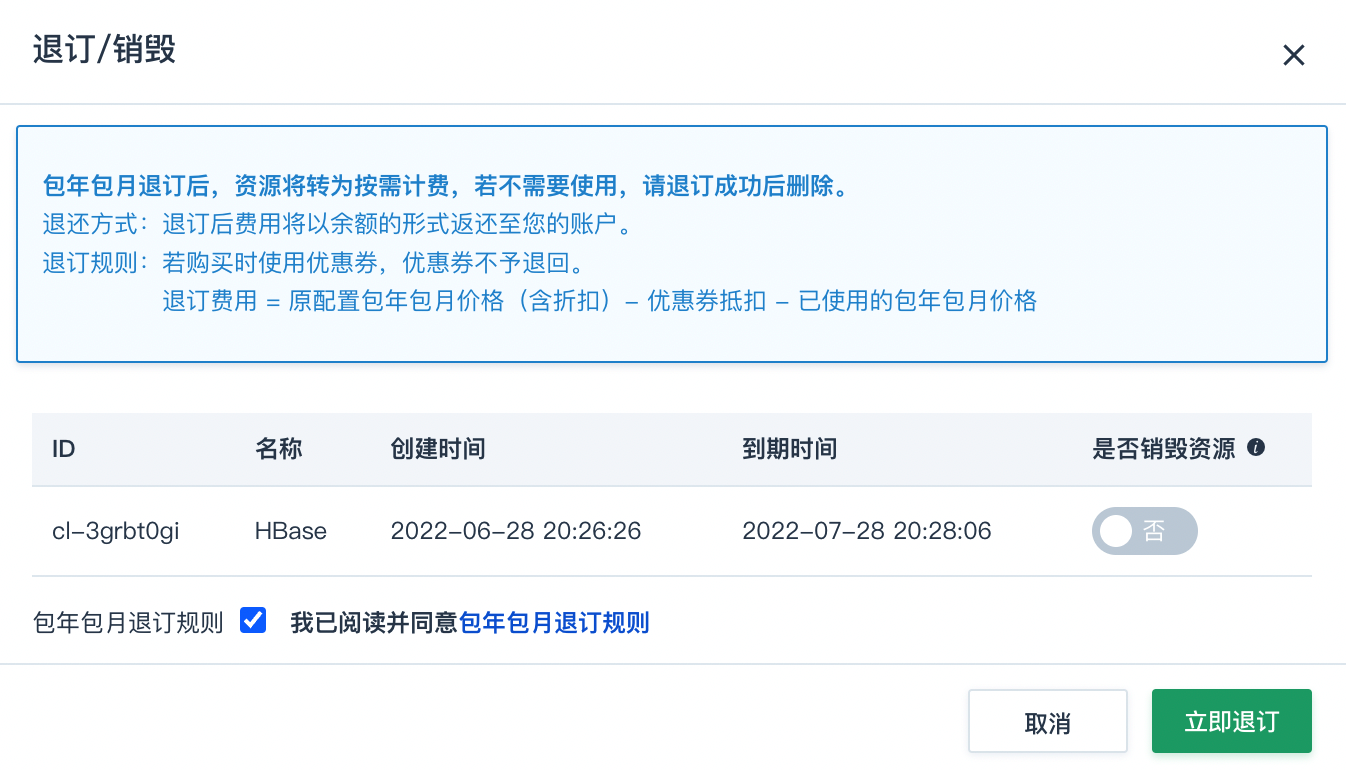 退订/销毁
包年包月退订后，资源将转为按需计费，若不需要使用，请退订成功后删除。
退还方式：退订后费用将以余额的形式返还至您的账户。
退订规则：若购买时使用优惠券，优惠券不予退回。
退订费用 = 原配置包年包月价格（含折扣）- 优惠券抵扣 - 已使用的包年包月价格
ID 名称 创建时间 到期时间 是否销毁资源 i
cl-3grbt0gi HBase 2022-06-28 20:26:26 2022-07-28 20:28:06 否
包年包月退订规则 我已阅读并同意包年包月退订规则
取消 立即退订